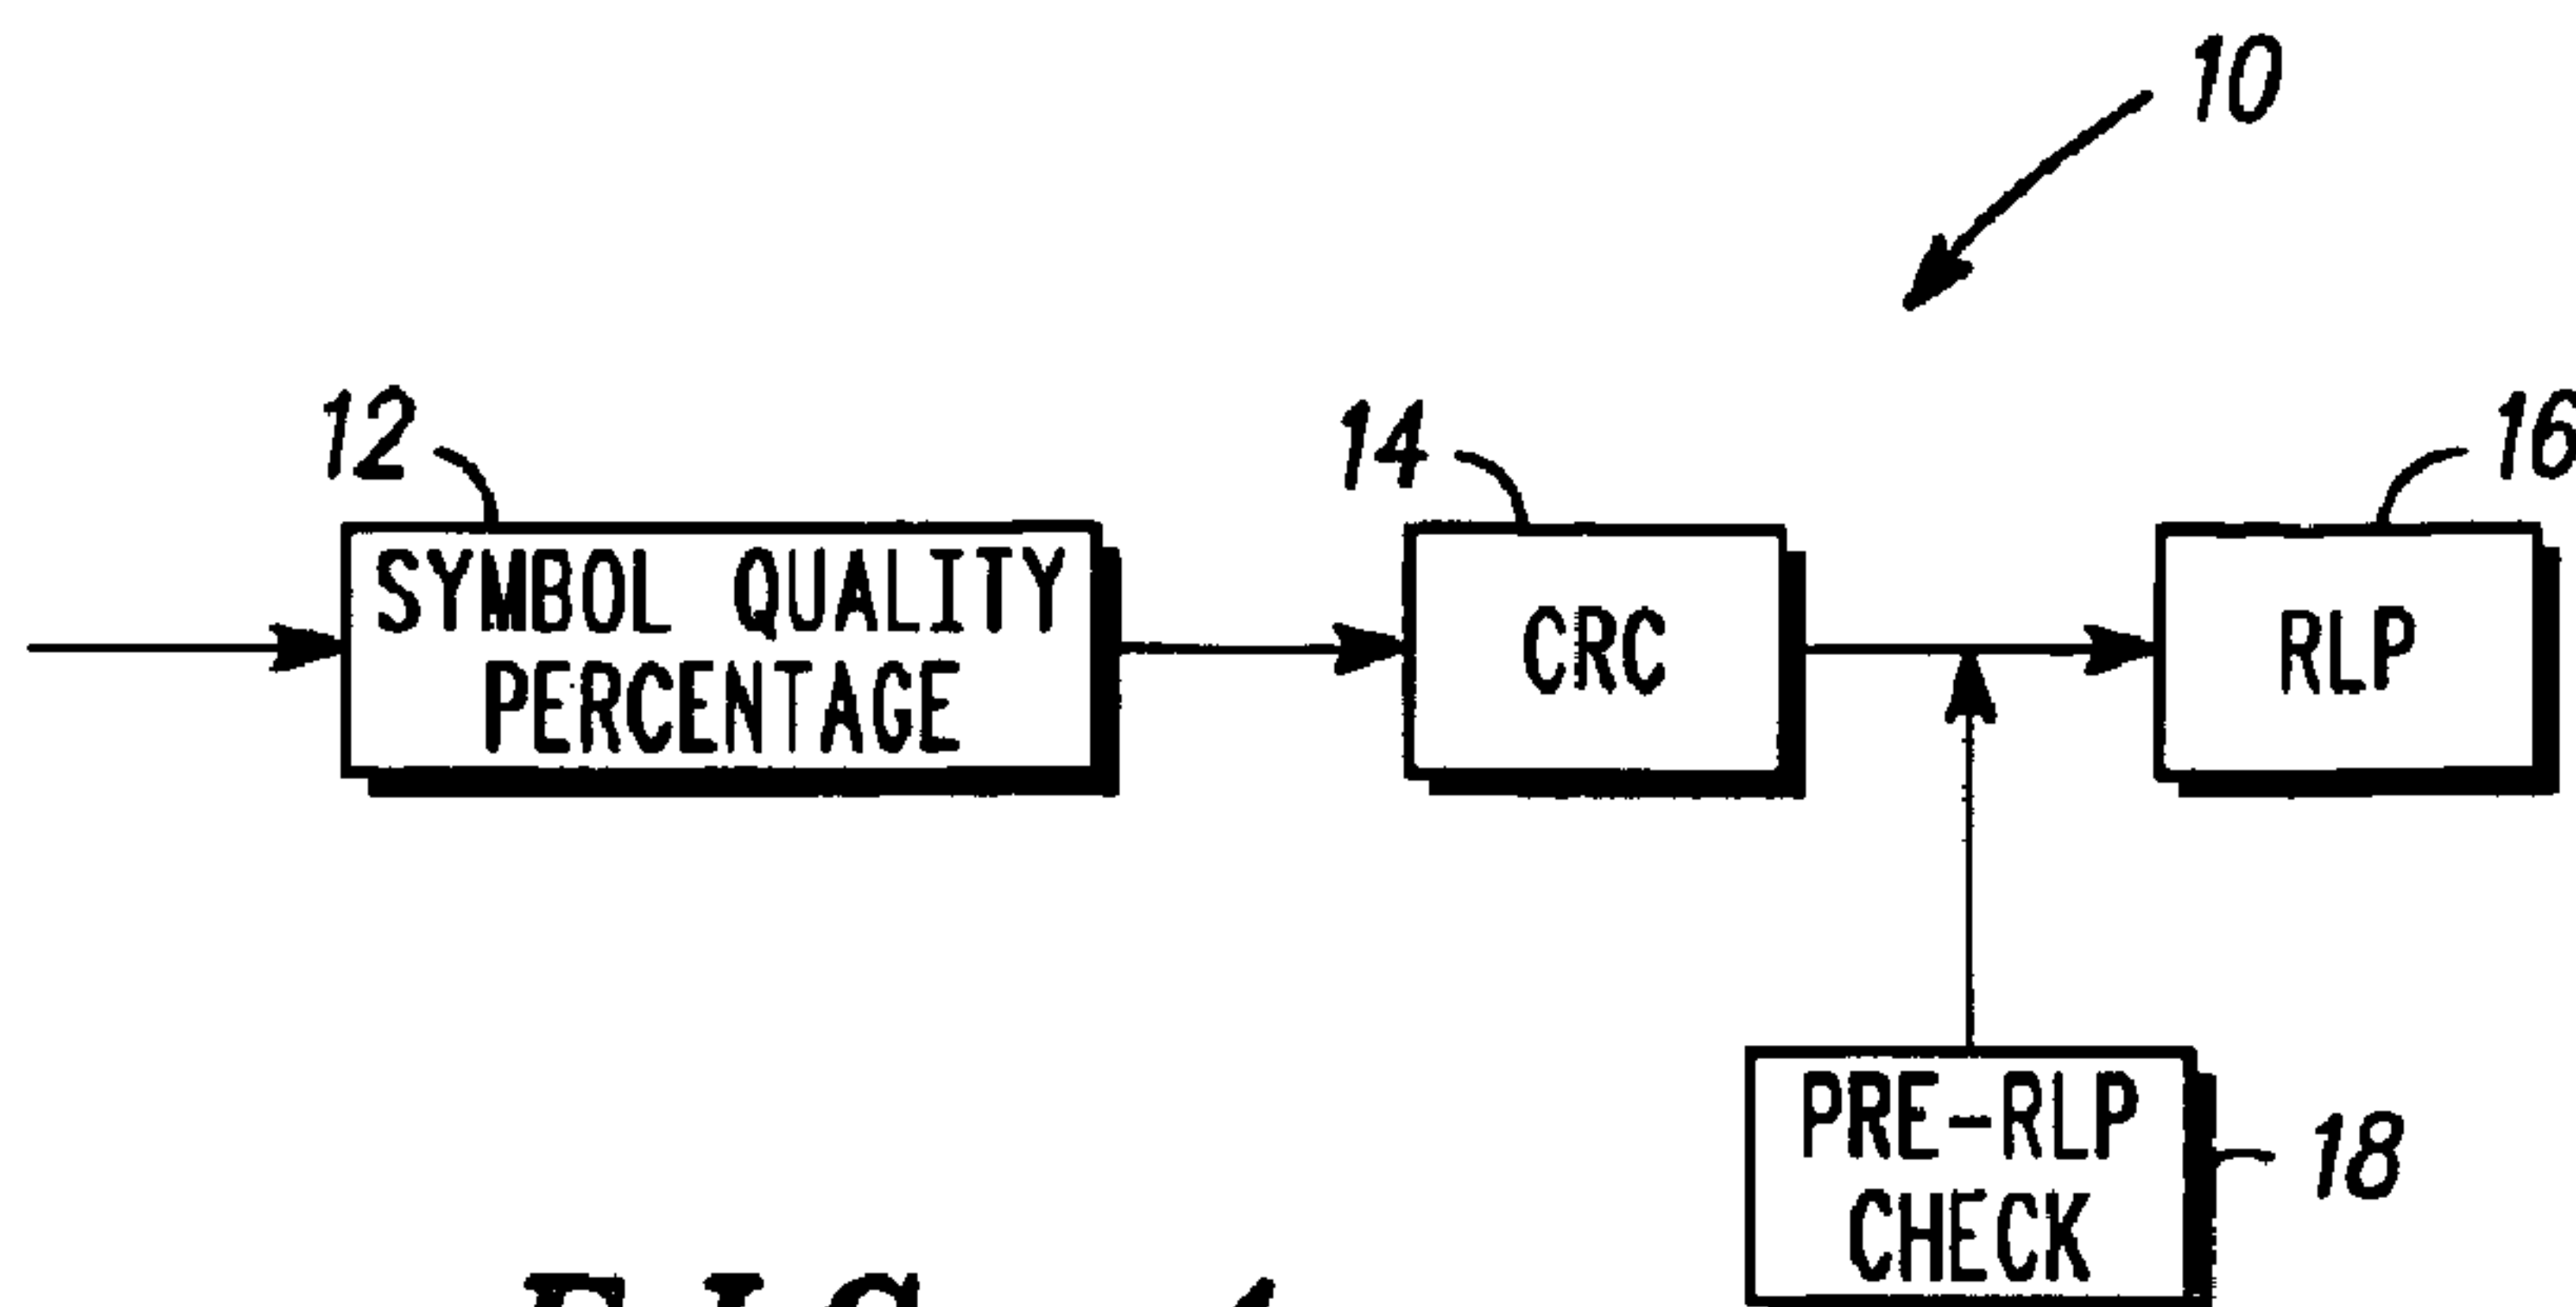 10
12
14
16
SYMBOL QUALITY
PERCENTAGE
CRC
RLP
PRE-RLP
CHECK
18